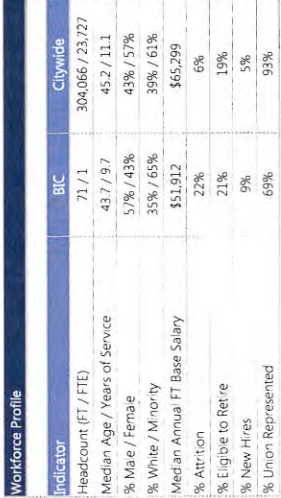 Workforce Profile
Indicator BIC Citywide
Headcount (FT / FTE) 71 / 1 304,066 / 23,727
Median Age / Years of Service 43.7 / 9.7 45.2 / 11.1
% Male / Female 57% / 43% 43% / 57%
% White / Minority 35% / 65% 39% / 61%
Median Annual FT Base Salary $51,912 $65,299
% Attrition 22% 6%
% Eligible to Retire 21% 19%
% New Hires 9% 5%
% Union Represented 69% 93%